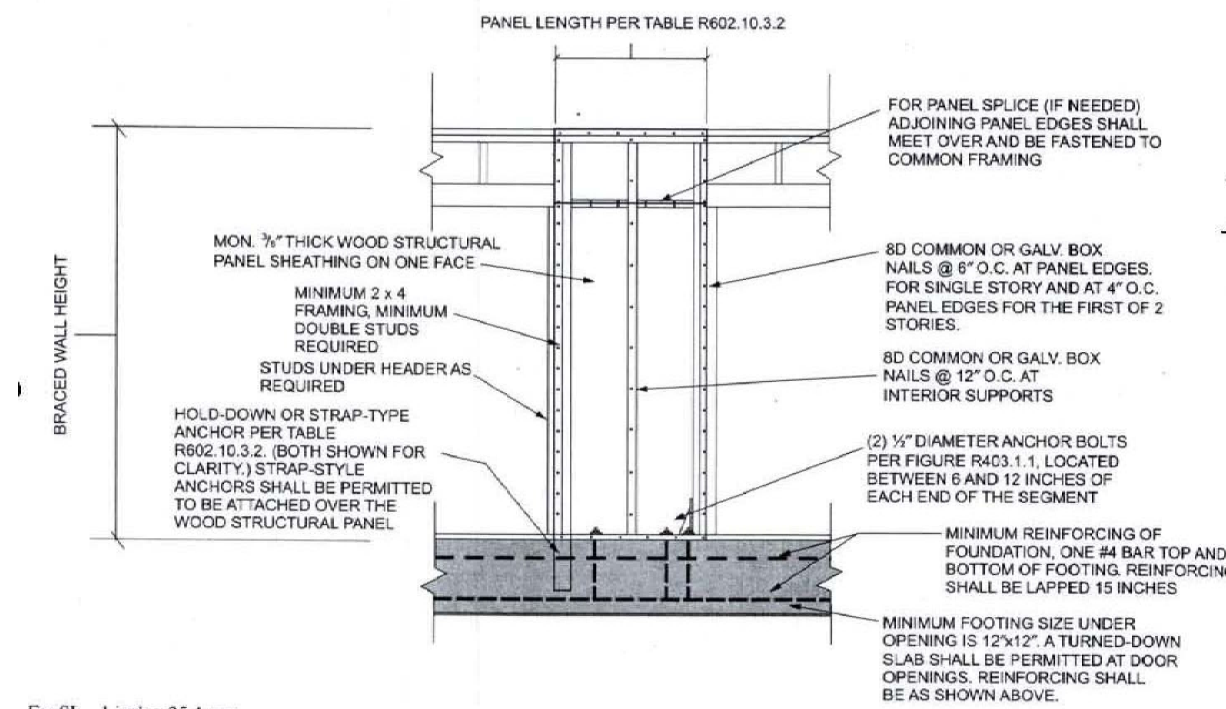 PANEL LENGTH PER TABLE R602.10.3.2
FOR PANEL SPLICE (IF NEEDED)
ADJOINING PANEL EDGES SHALL
MEET OVER AND BE FASTENED TO
COMMON FRAMING
MON. ⅜" THICK WOOD STRUCTURAL
PANEL SHEATHING ON ONE FACE
MINIMUM 2 x 4
FRAMING, MINIMUM
DOUBLE STUDS
REQUIRED
STUDS UNDER HEADER AS
REQUIRED
HOLD-DOWN OR STRAP-TYPE
ANCHOR PER TABLE
R602.10.3.2. (BOTH SHOWN FOR
CLARITY.) STRAP-STYLE
ANCHORS SHALL BE PERMITTED
TO BE ATTACHED OVER THE
WOOD STRUCTURAL PANEL
BRACED WALL HEIGHT
8D COMMON OR GALV. BOX
NAILS @ 6" O.C. AT PANEL EDGES.
FOR SINGLE STORY AND AT 4" O.C.
PANEL EDGES FOR THE FIRST OF 2
STORIES.
8D COMMON OR GALV. BOX
NAILS @ 12" O.C. AT
INTERIOR SUPPORTS
(2) ½" DIAMETER ANCHOR BOLTS
PER FIGURE R403.1.1, LOCATED
BETWEEN 6 AND 12 INCHES OF
EACH END OF THE SEGMENT
MINIMUM REINFORCING OF
FOUNDATION, ONE #4 BAR TOP AND
BOTTOM OF FOOTING. REINFORCING
SHALL BE LAPPED 15 INCHES
MINIMUM FOOTING SIZE UNDER
OPENING IS 12"x12". A TURNED-DOWN
SLAB SHALL BE PERMITTED AT DOOR
OPENINGS. REINFORCING SHALL
BE AS SHOWN ABOVE.